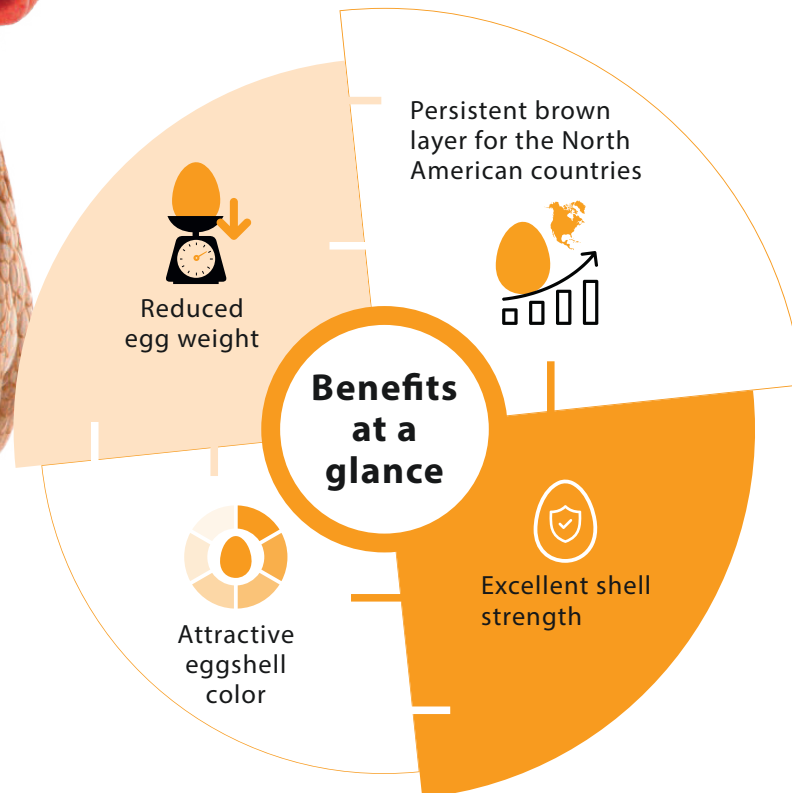 Persistent brown
layer for the North
American countries
Reduced
egg weight
Benefits
at a
glance
Excellent shell
strength
Attractive
eggshell
color